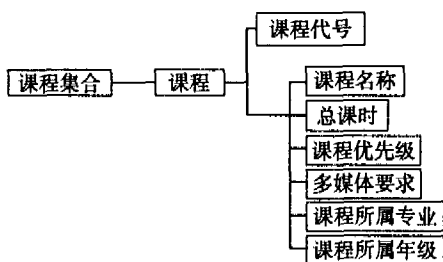 课程代号
课程集合
课程
课程名称
总课时
课程优先级
多媒体要求
课程所属专业
课程所属年级